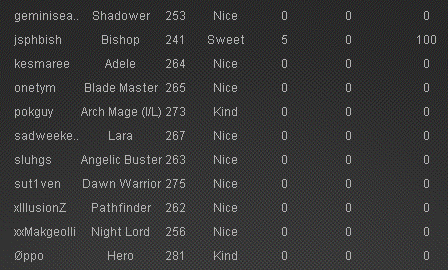 geminisea.. Shadower 253 Nice 0 0 0
jsphbish Bishop 241 Sweet 5 0 100
kesmaree Adele 264 Nice 0 0 0
onetym Blade Master 265 Nice 0 0 0
pokguy Arch Mage (I/L) 273 Kind 0 0 0
sadweeke.. Lara 267 Nice 0 0 0
sluhgs Angelic Buster 263 Nice 0 0 0
sut1ven Dawn Warrior 275 Nice 0 0 0
xIllusionZ Pathfinder 262 Nice 0 0 0
xxMakgeolli Night Lord 256 Nice 0 0 0
Øppo Hero 281 Kind 0 0 0